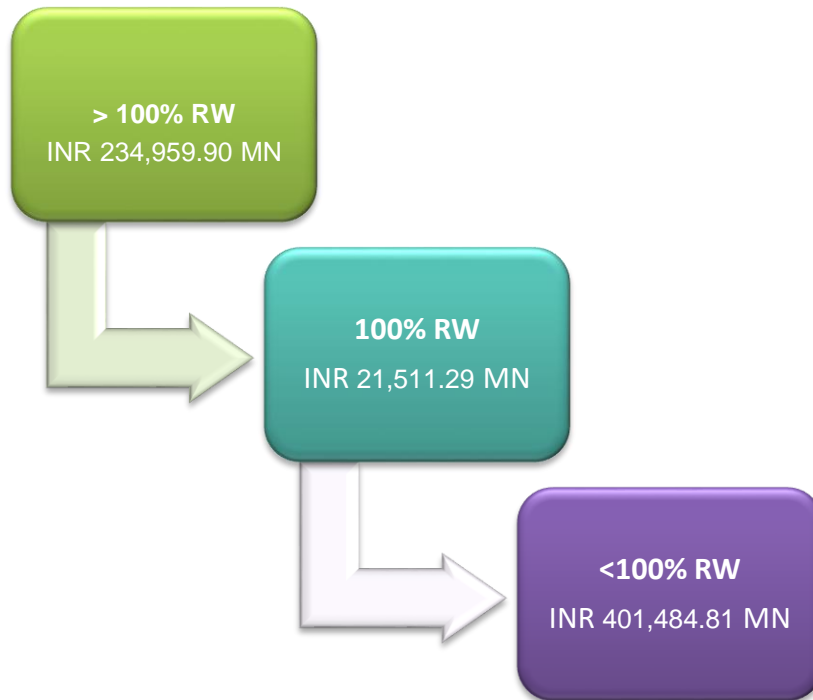 > 100% RW
INR 234,959.90 MN
100% RW
INR 21,511.29 MN
<100% RW
INR 401,484.81 MN